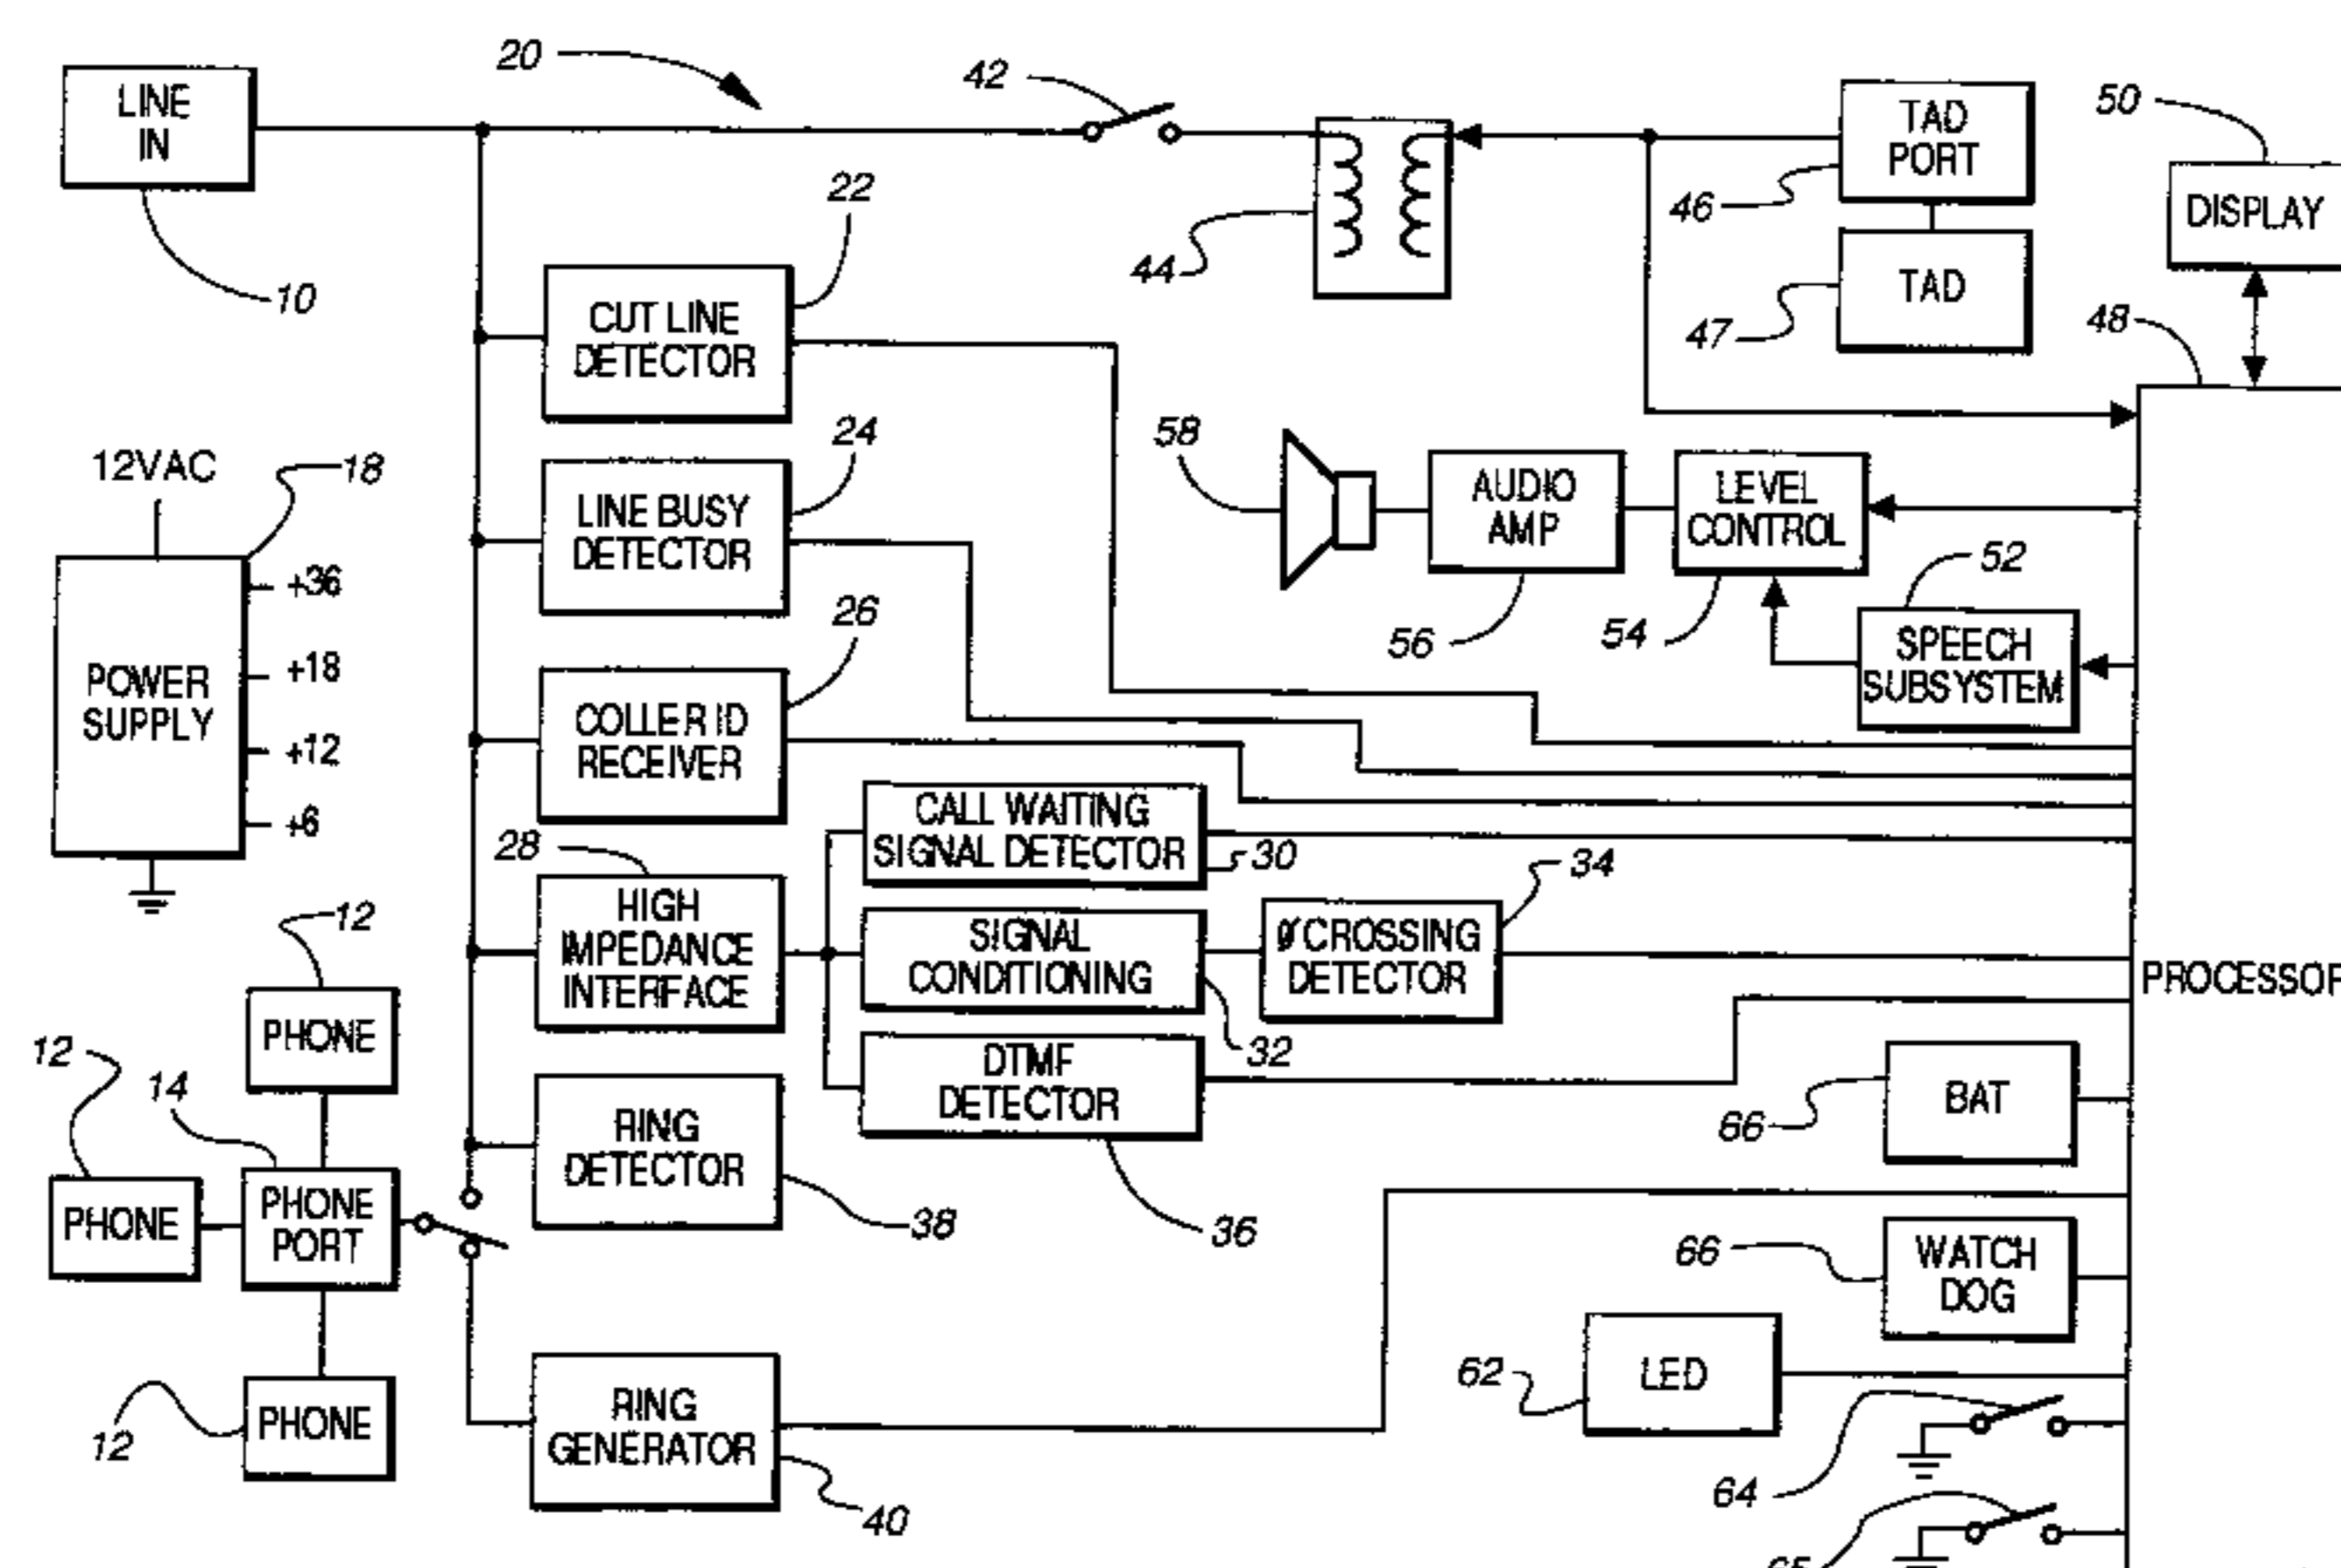 20
42
LINE
IN
10
TAD
PORT
46
50
DISPLAY
22
44
TAD
47
48
CUT LINE
DETECTOR
12VAC
18
24
58
AUDIO
AMP
LEVEL
CONTROL
LINE BUSY
DETECTOR
52
+36
26
56
54
SPEECH
SUBSYSTEM
POWER
SUPPLY
+18
+12
+6
COLLER ID
RECEIVER
CALL WAITING
SIGNAL DETECTOR
30
28
34
12
HIGH
IMPEDANCE
INTERFACE
SIGNAL
CONDITIONING
Ø CROSSING
DETECTOR
PROCESSOR
PHONE
12
14
32
DTMF
DETECTOR
BAT
66
RING
DETECTOR
PHONE
PHONE
PORT
38
36
66
WATCH
DOG
12
PHONE
RING
GENERATOR
62
LED
40
64